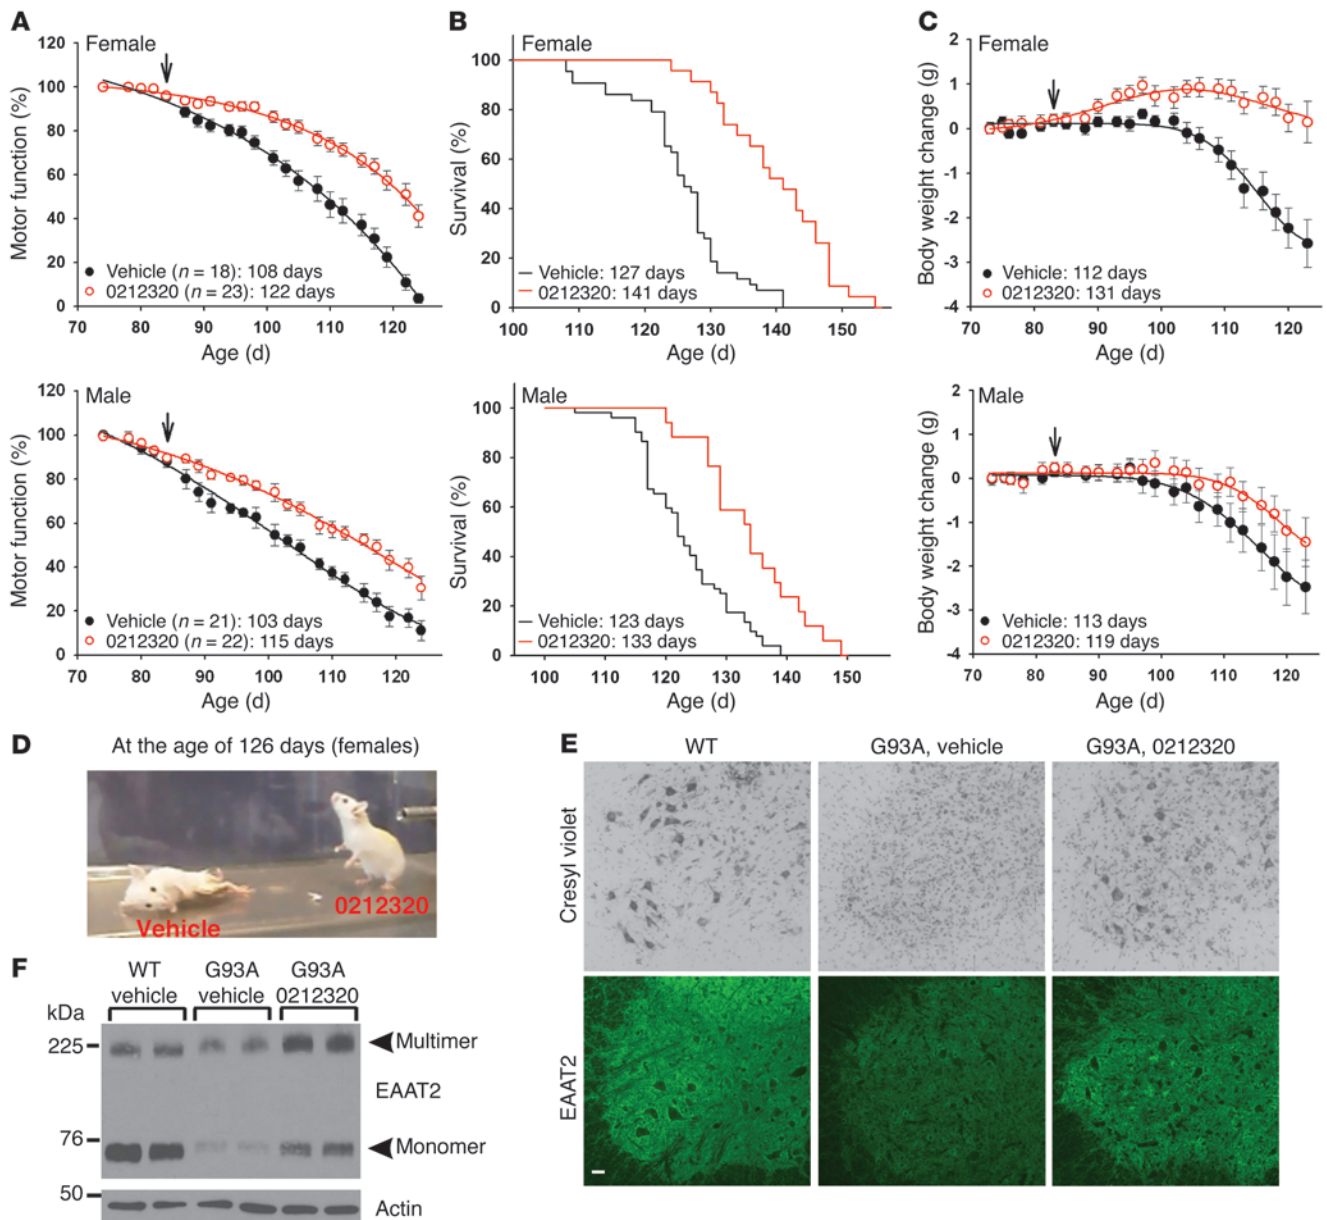 A
Female
Motor function (%)
120
100
80
60
40
20
0
Vehicle (n = 18): 108 days
0212320 (n = 23): 122 days
70 80 90 100 110 120
Age (d)
Male
Motor function (%)
120
100
80
60
40
20
0
Vehicle (n = 21): 103 days
0212320 (n = 22): 115 days
70 80 90 100 110 120
Age (d)
B
Female
Survival (%)
100
80
60
40
20
0
Vehicle: 127 days
0212320: 141 days
100 110 120 130 140 150
Age (d)
Male
Survival (%)
100
80
60
40
20
0
Vehicle: 123 days
0212320: 133 days
100 110 120 130 140 150
Age (d)
C
Female
Body weight change (g)
2
1
0
-1
-2
-3
-4
Vehicle: 112 days
0212320: 131 days
70 80 90 100 110 120
Age (d)
Male
Body weight change (g)
2
1
0
-1
-2
-3
-4
Vehicle: 113 days
0212320: 119 days
70 81 91 101 111 121
Age (d)
D
At the age of 126 days (females)
Vehicle
0212320
E
WT
G93A, vehicle
G93A, 0212320
Cresyl violet
EAAT2
F
WT G93A G93A
vehicle vehicle 0212320
kDa
225
Multimer
EAAT2
76
Monomer
50
Actin